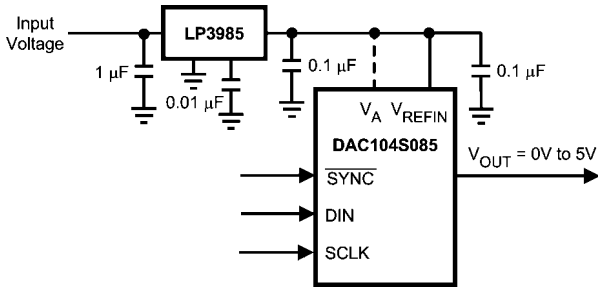 Input
Voltage
LP3985
1 µF
0.01 µF
0.1 µF
0.1 µF
VA VREFIN
DAC104S085
VOUT = 0V to 5V
SYNC
DIN
SCLK